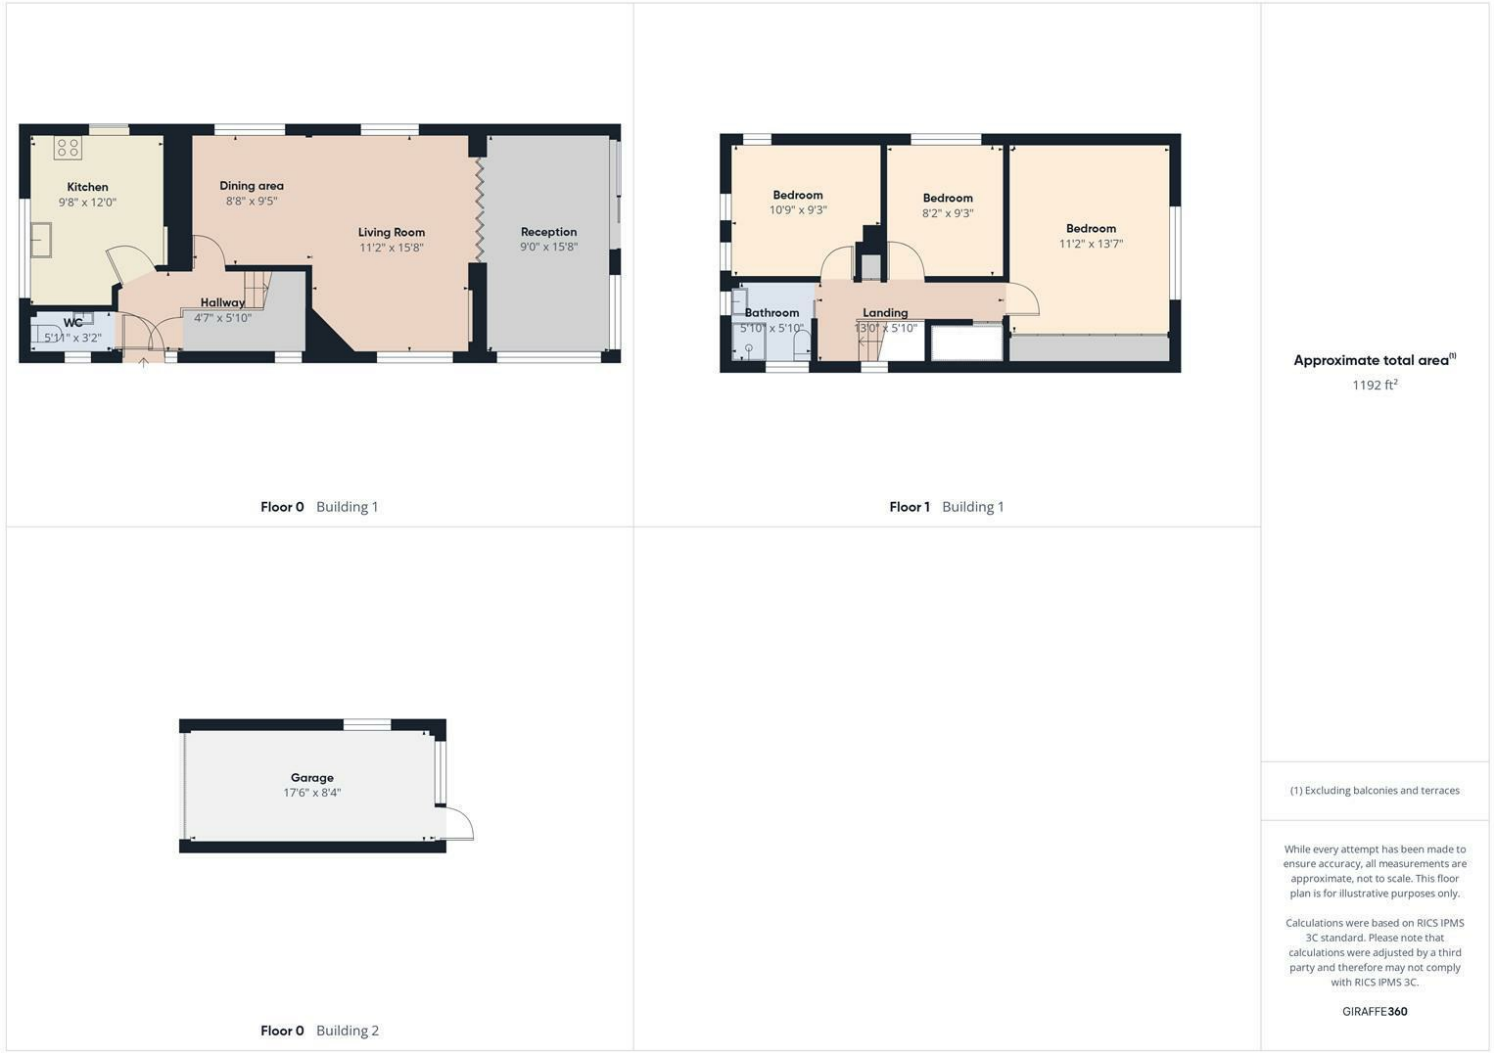 Kitchen
9'8" x 12'0"
Dining area
8'8" x 9'5"
Living Room
11'2" x 15'8"
Reception
9'0" x 15'8"
Hallway
4'7" x 5'10"
WC
5'11" x 3'2"
Floor 0 Building 1
Bedroom
10'9" x 9'3"
Bedroom
8'2" x 9'3"
Bedroom
11'2" x 13'7"
Bathroom
5'10" x 5'10"
Landing
13'0" x 5'10"
Floor 1 Building 1
Garage
17'6" x 8'4"
Floor 0 Building 2
Approximate total area(1)
1192 ft²
(1) Excluding balconies and terraces
While every attempt has been made to
ensure accuracy, all measurements are
approximate, not to scale. This floor
plan is for illustrative purposes only.
Calculations were based on RICS IPMS
3C standard. Please note that
calculations were adjusted by a third
party and therefore may not comply
with RICS IPMS 3C.
GIRAFFE360